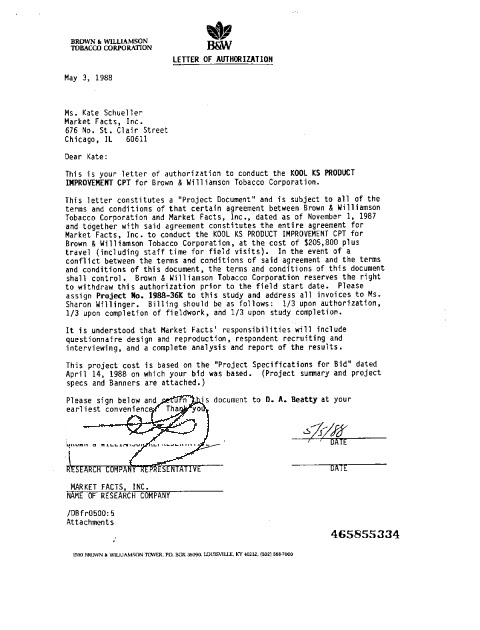 BROWN & WILLIAMSON
TOBACCO CORPORATION
B&W
LETTER OF AUTHORIZATION
May 3, 1988
Ms. Kate Schueller
Market Facts, Inc.
676 No. St. Clair Street
Chicago, IL 60611
Dear Kate:
This is your letter of authorization to conduct the KOOL KS PRODUCT
IMPROVEMENT CPT for Brown & Williamson Tobacco Corporation.
This letter constitutes a "Project Document" and is subject to all of the
terms and conditions of that certain agreement between Brown & Williamson
Tobacco Corporation and Market Facts, Inc., dated as of November 1, 1987
and together with said agreement constitutes the entire agreement for
Market Facts, Inc. to conduct the KOOL KS PRODUCT IMPROVEMENT CPT for
Brown & Williamson Tobacco Corporation, at the cost of $205,800 plus
travel (including staff time for field visits). In the event of a
conflict between the terms and conditions of said agreement and the terms
and conditions of this document, the terms and conditions of this document
shall control. Brown & Williamson Tobacco Corporation reserves the right
to withdraw this authorization prior to the field start date. Please
assign Project No. 1988-36K to this study and address all invoices to Ms.
Sharon Willinger. Billing should be as follows: 1/3 upon authorization,
1/3 upon completion of fieldwork, and 1/3 upon study completion.
It is understood that Market Facts' responsibilities will include
questionnaire design and reproduction, respondent recruiting and
interviewing, and a complete analysis and report of the results.
This project cost is based on the "Project Specifications for Bid" dated
April 14, 1988 on which your bid was based. (Project summary and project
specs and Banners are attached.)
Please sign below and return this document to D. A. Beatty at your
earliest convenience. Thank you.
5/5/88
BROWN & WILLIAMSON REPRESENTATIVE DATE
RESEARCH COMPANY REPRESENTATIVE DATE
MARKET FACTS, INC.
NAME OF RESEARCH COMPANY
/DBfr0500:5
Attachments
465855334
1500 BROWN & WILLIAMSON TOWER, P.O. BOX 35090, LOUISVILLE, KY 40232, (502) 568-7000